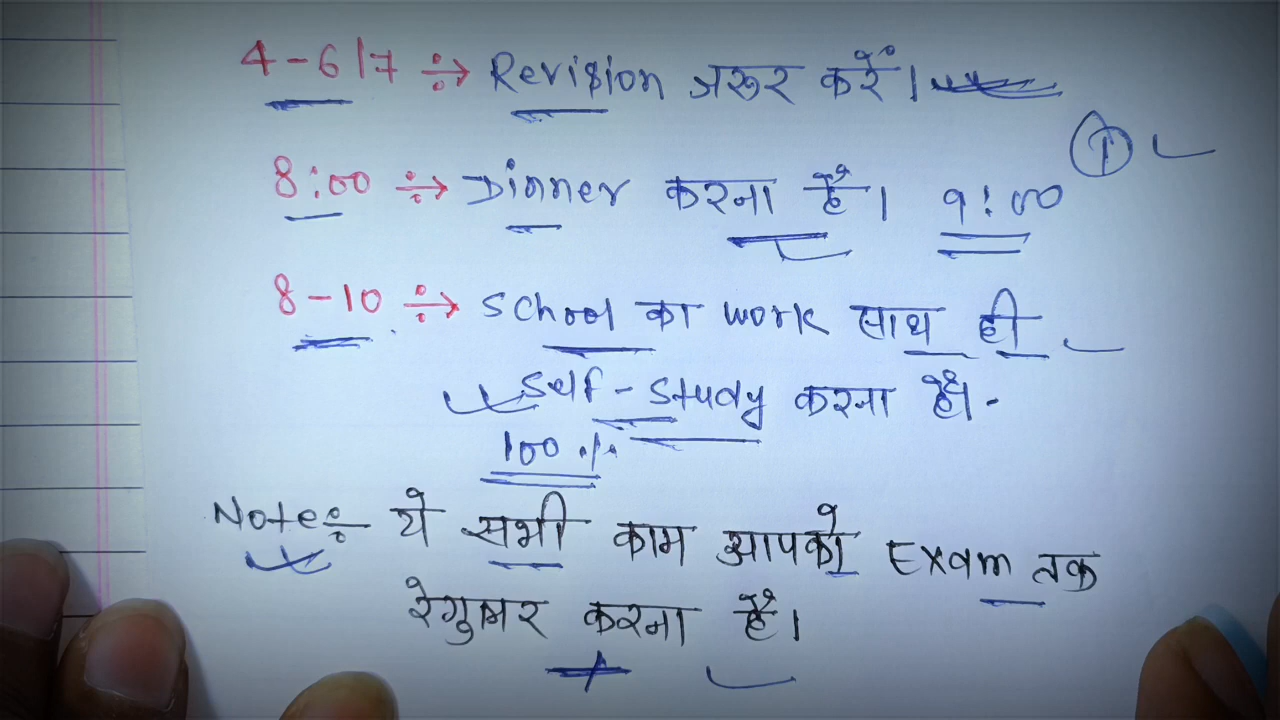 4-6/7 ÷→ Revision जरूर करें।
8:00 ÷→ Dinner करना है। 9:00
8-10 ÷→ School का work साथ ही
self-study करना है।
100 %
Note÷ ये सभी काम आपको Exam तक
रेगुलर करना है।